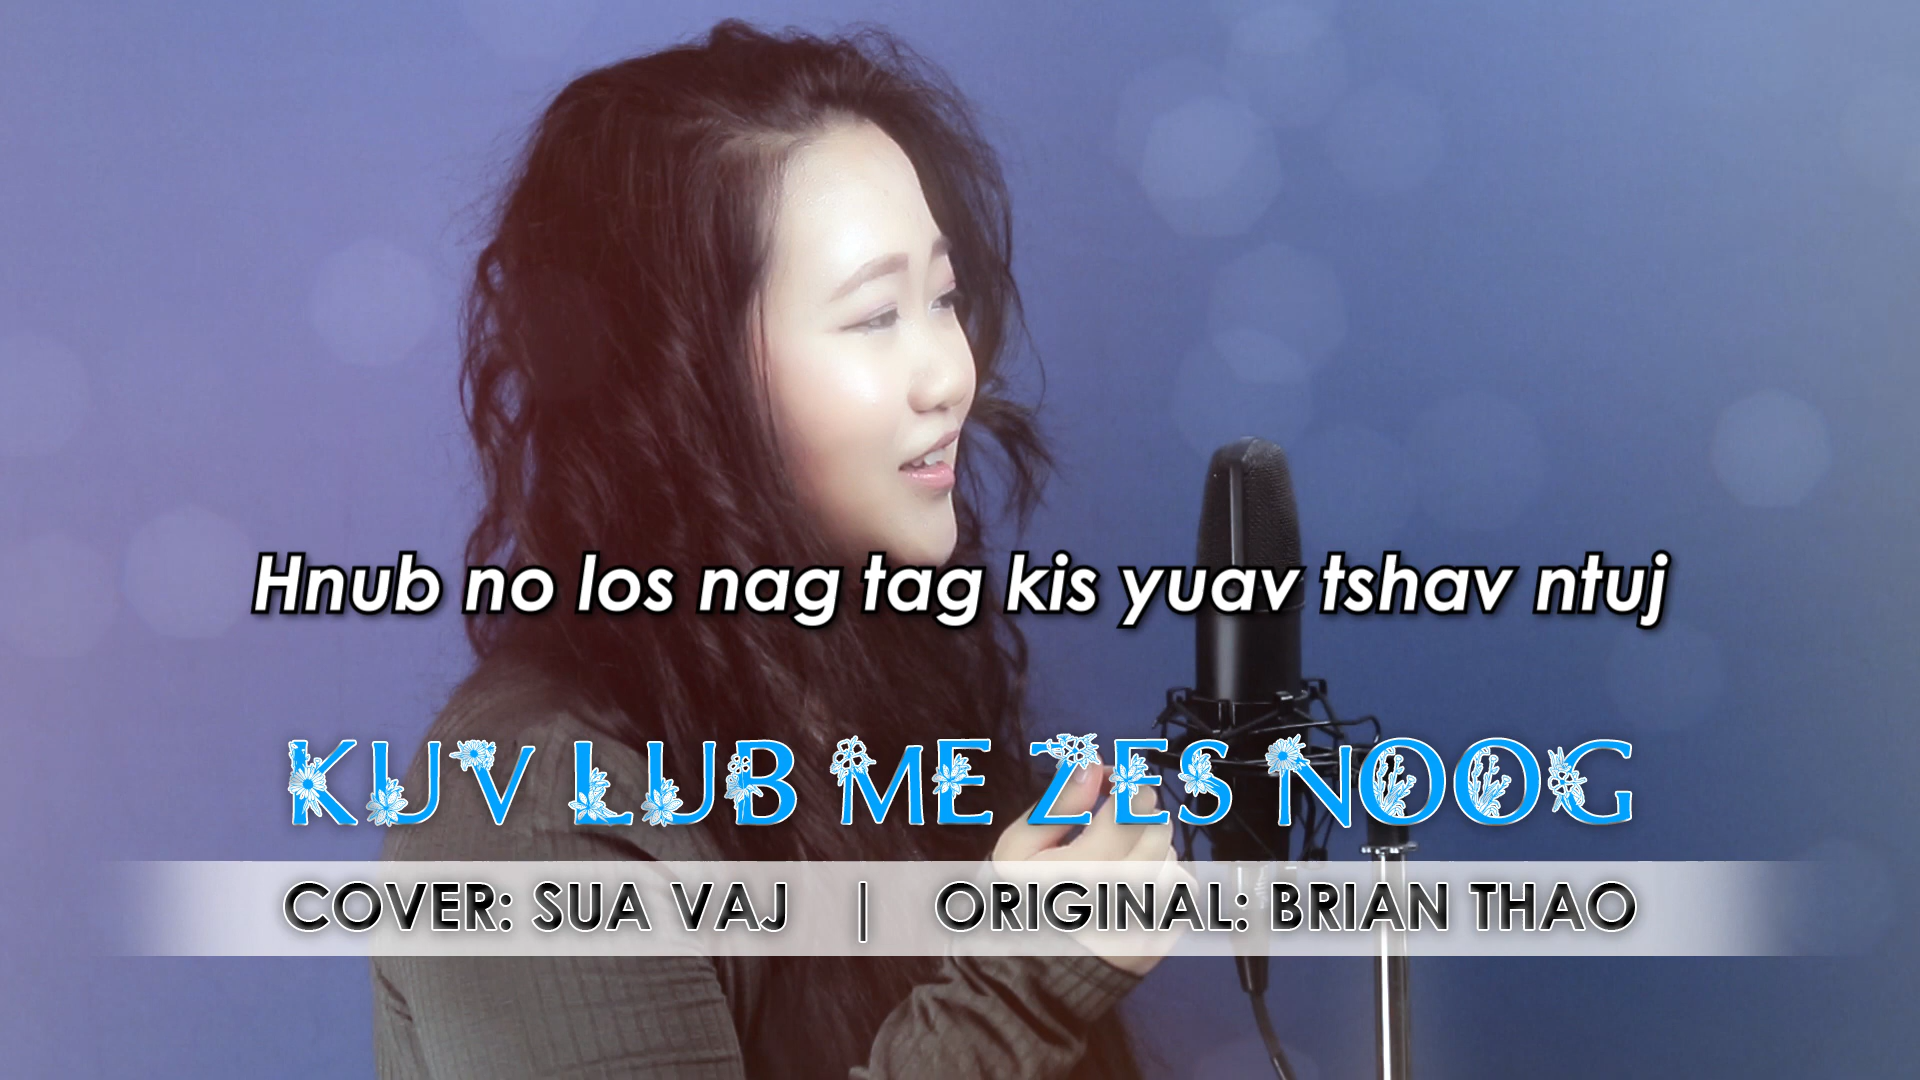 Hnub no los nag tag kis yuav tshav ntuj
KUV LUB ME ZES NOOG
COVER: SUA VAJ | ORIGINAL: BRIAN THAO